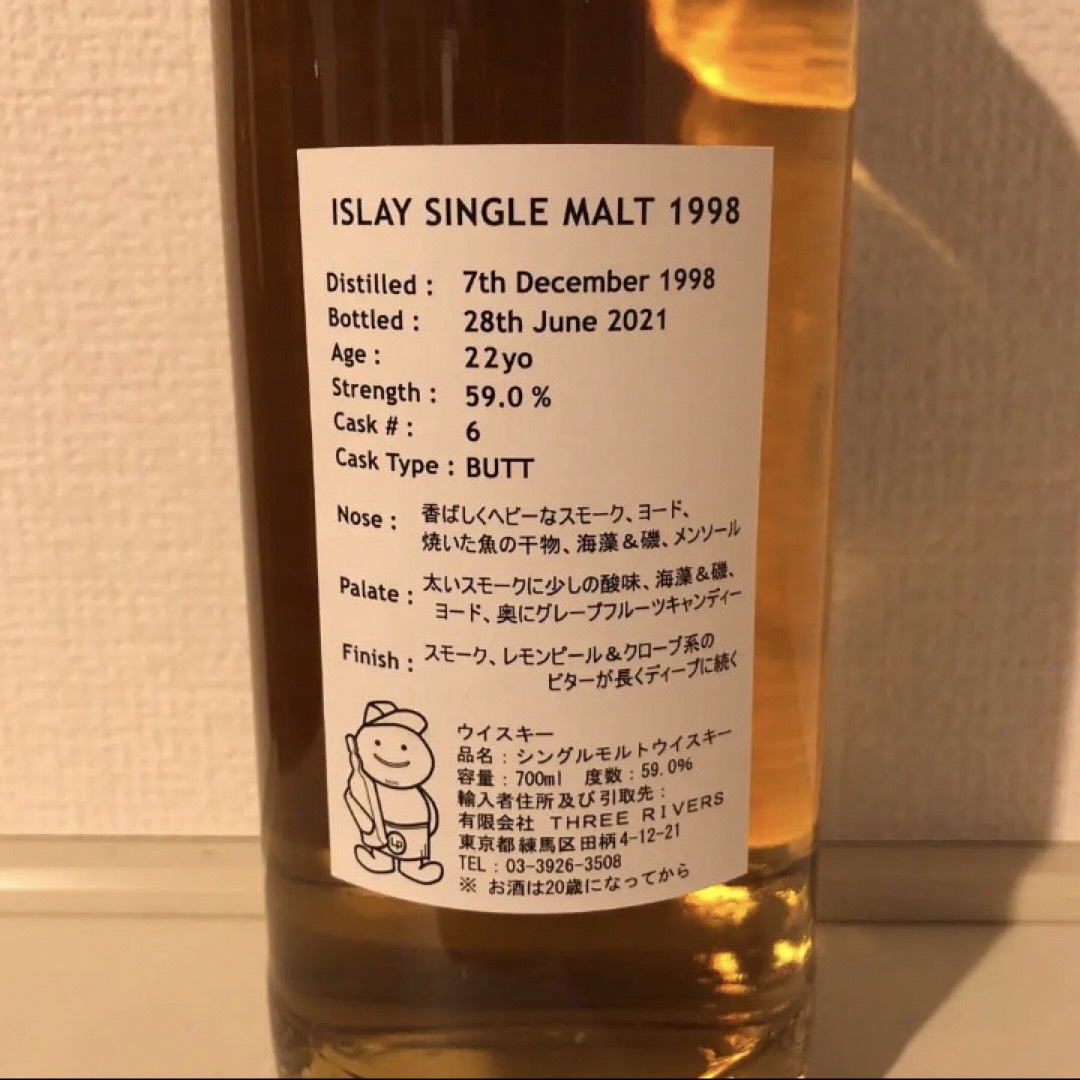 ISLAY SINGLE MALT 1998
Distilled : 7th December 1998
Bottled : 28th June 2021
Age : 22yo
Strength : 59.0 %
Cask # : 6
Cask Type : BUTT
Nose : 香ばしくヘビーなスモーク、ヨード、
焼いた魚の干物、海藻＆磯、メンソール
Palate : 太いスモークに少しの酸味、海藻＆磯、
ヨード、奥にグレープフルーツキャンディー
Finish : スモーク、レモンピール＆クローブ系の
ビターが長くディープに続く
ウイスキー
品名：シングルモルトウイスキー
容量：700ml 度数：59.0%
輸入者住所及び引取先：
有限会社 THREE RIVERS
東京都練馬区田柄4-12-21
TEL：03-3926-3508
※ お酒は20歳になってから
Lp